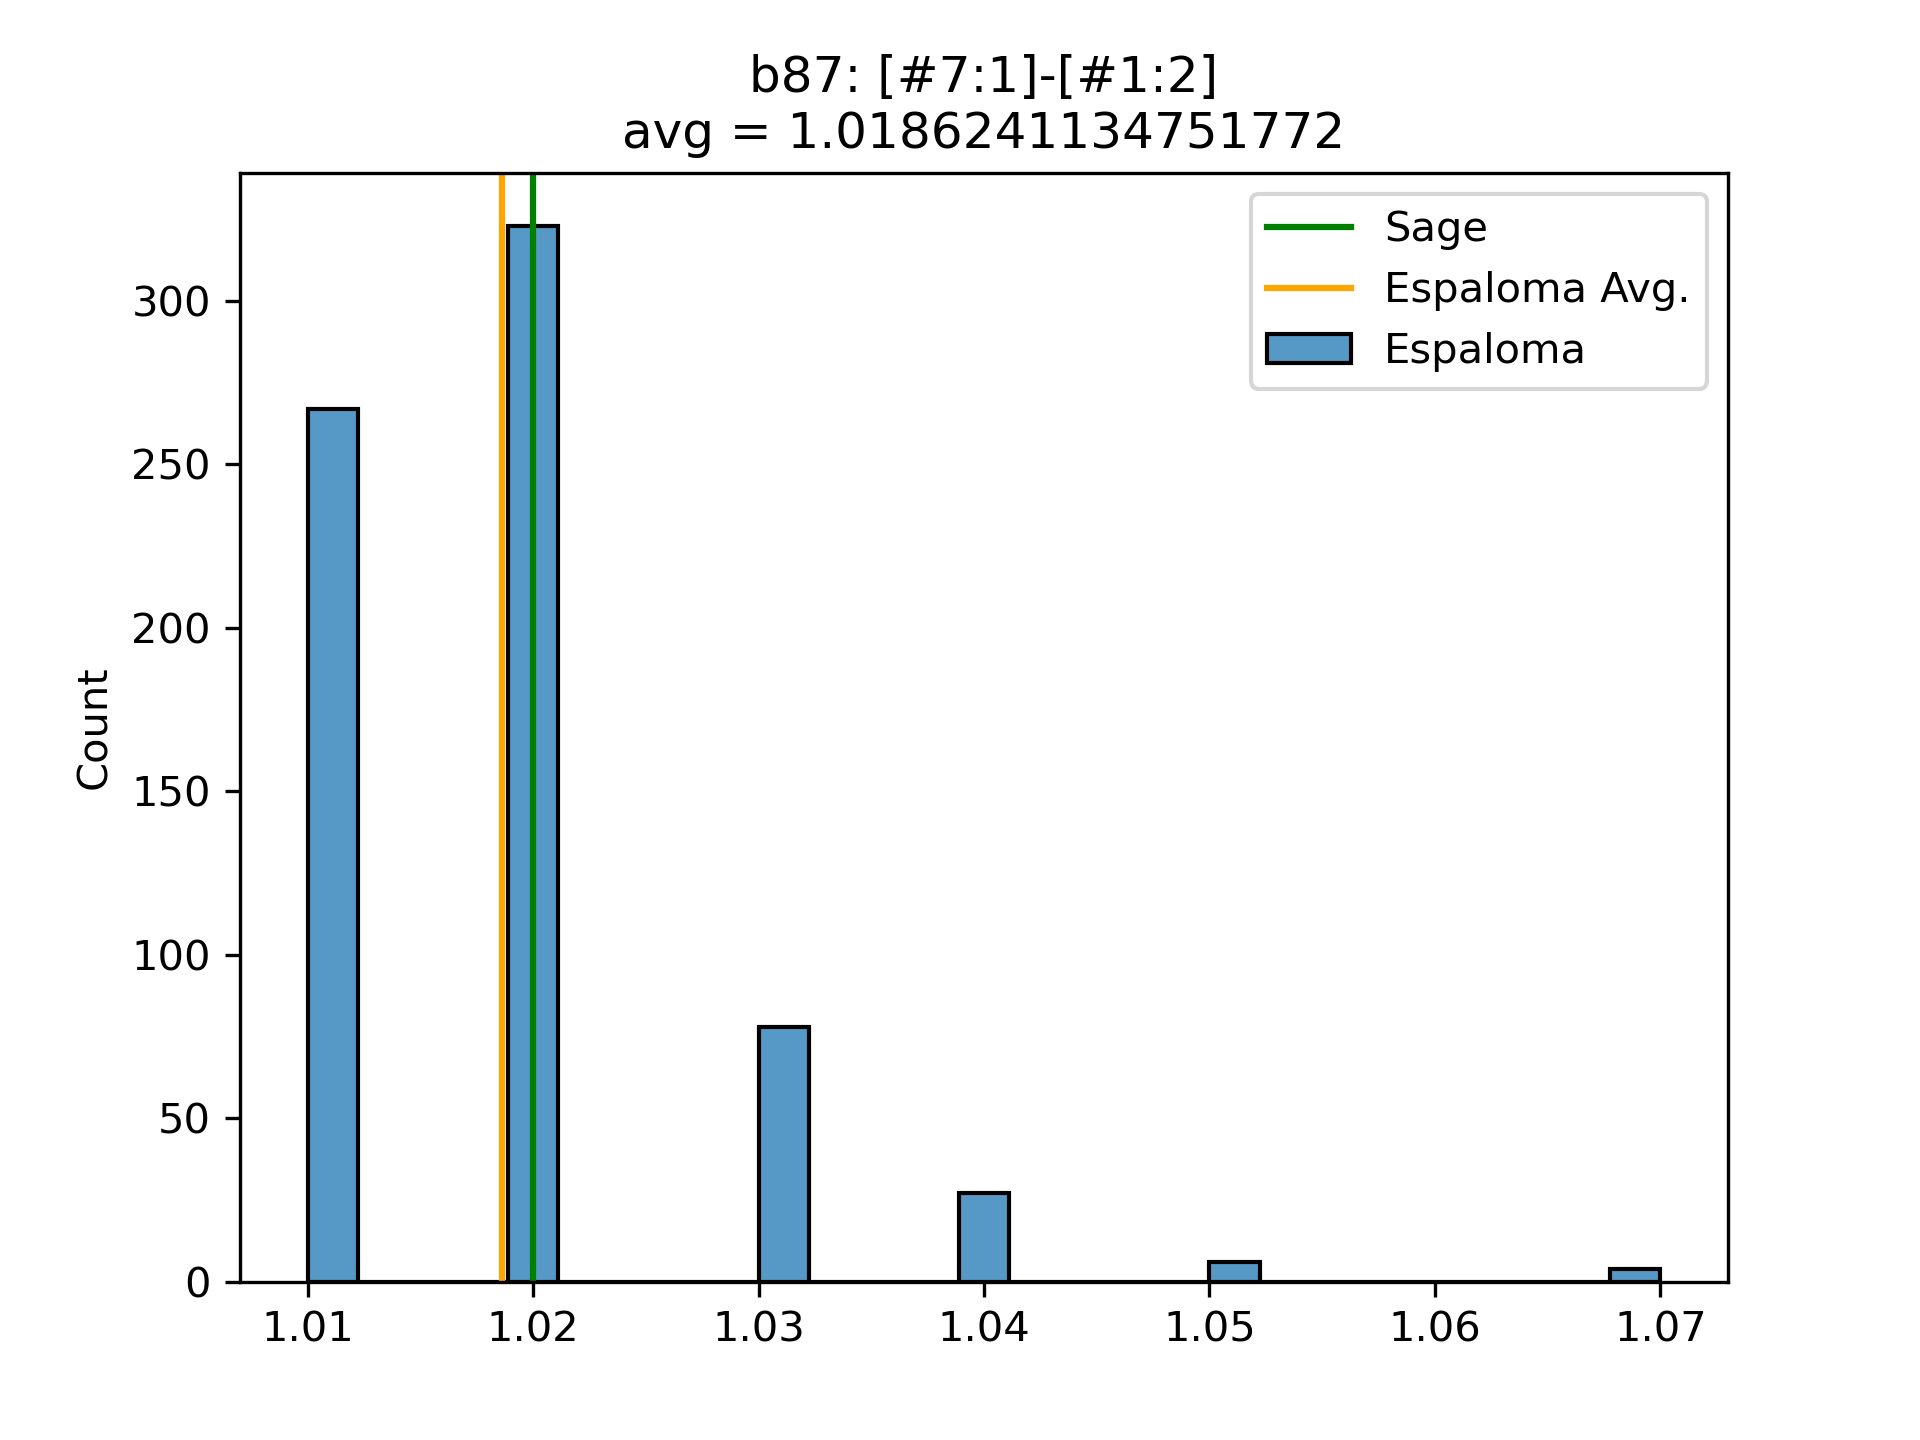 b87: [#7:1]-[#1:2]
avg = 1.0186241134751772
Sage
Espaloma Avg.
Espaloma
Count
300
250
200
150
100
50
0
1.01 1.02 1.03 1.04 1.05 1.06 1.07